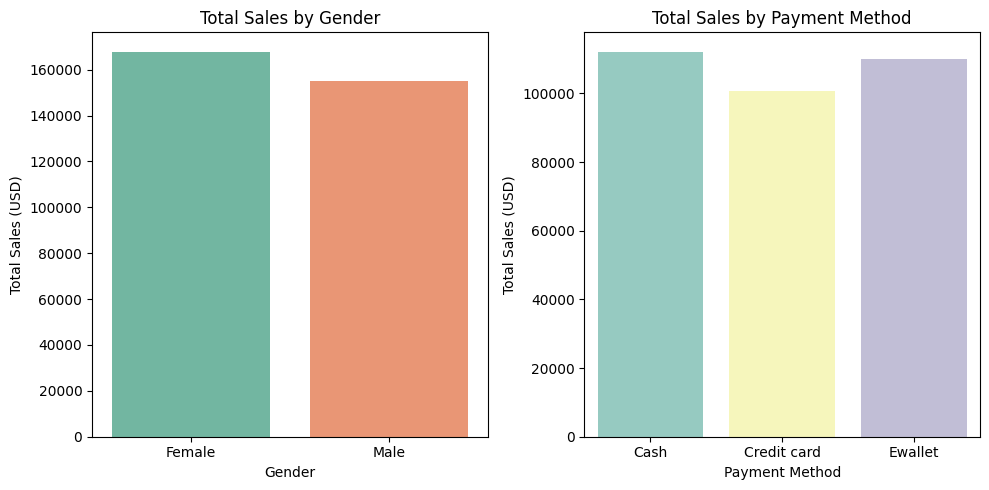 Total Sales by Gender
Total Sales (USD)
160000
140000
120000
100000
80000
60000
40000
20000
0
Female
Male
Gender
Total Sales by Payment Method
Total Sales (USD)
100000
80000
60000
40000
20000
0
Cash
Credit card
Ewallet
Payment Method